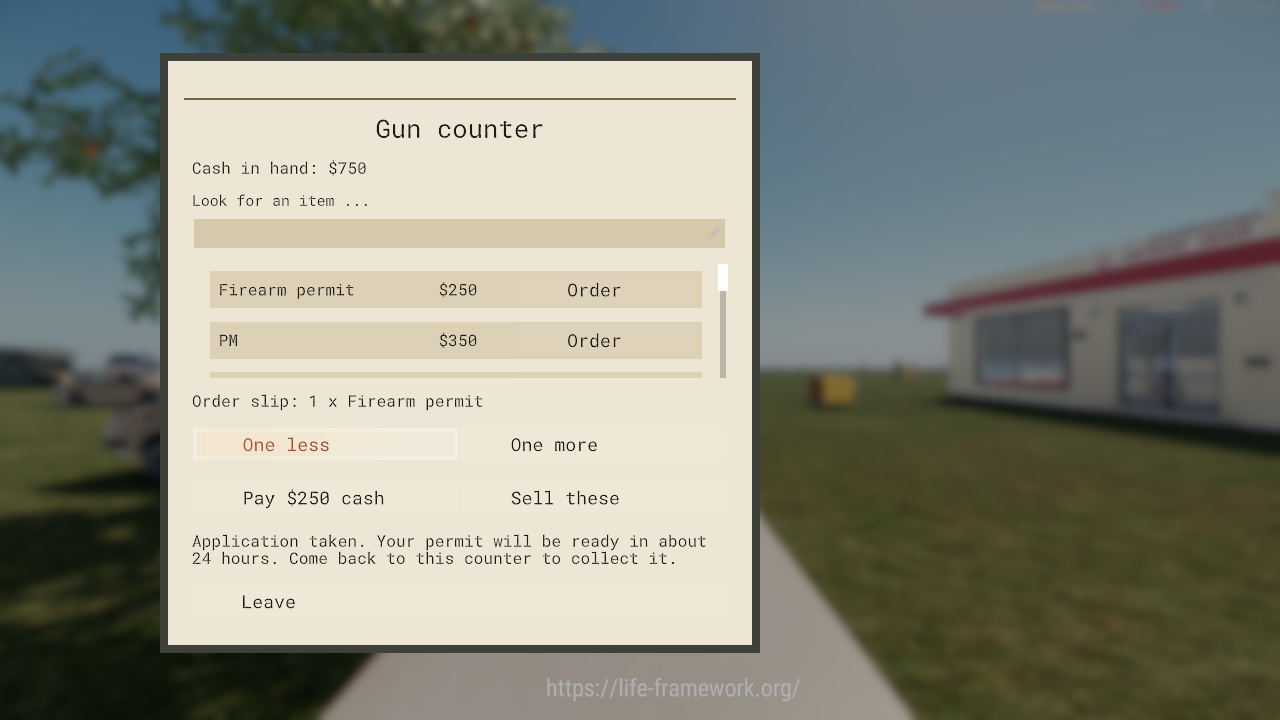 Gun counter
Cash in hand: $750
Look for an item ...
Firearm permit $250 Order
PM $350 Order
Order slip: 1 x Firearm permit
One less One more
Pay $250 cash Sell these
Application taken. Your permit will be ready in about
24 hours. Come back to this counter to collect it.
Leave
https://life-framework.org/